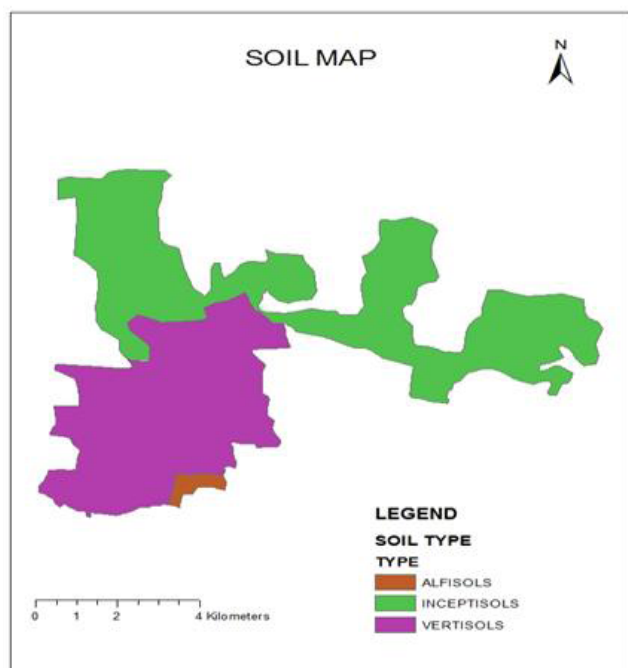 SOIL MAP
N
LEGEND
SOIL TYPE
TYPE
ALFISOLS
INCEPTISOLS
VERTISOLS
0 1 2 4 Kilometers